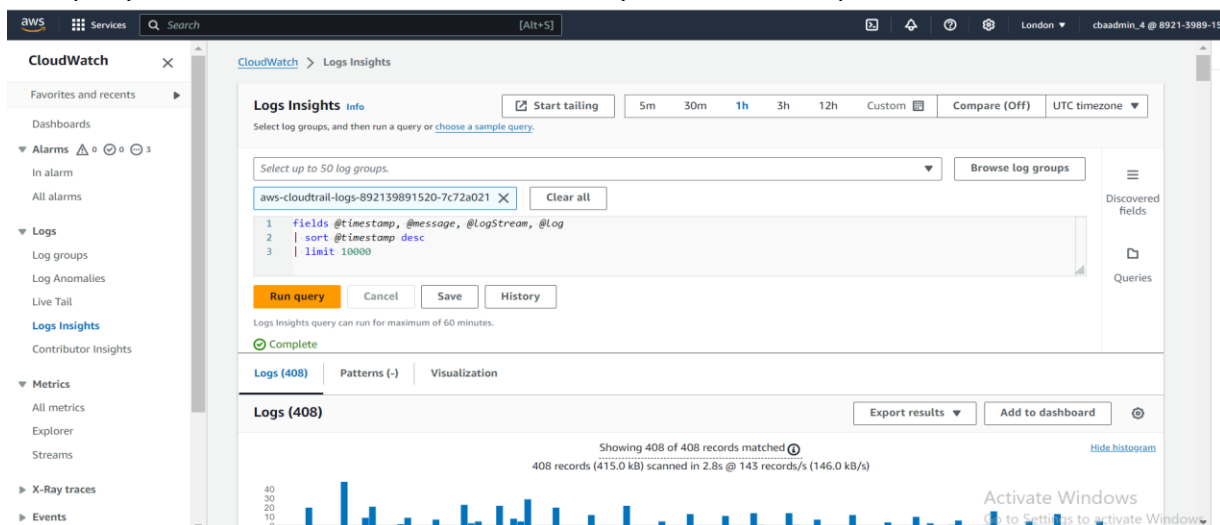 aws Services Search [Alt+S] London ▼ cbaadmin_4 @ 8921-3989-15
CloudWatch
CloudWatch > Logs Insights
Favorites and recents
Dashboards
Alarms 0 0 3
In alarm
All alarms
Logs
Log groups
Log Anomalies
Live Tail
Logs Insights
Contributor Insights
Metrics
All metrics
Explorer
Streams
X-Ray traces
Events
Logs Insights Info Start tailing 5m 30m 1h 3h 12h Custom Compare (Off) UTC timezone ▼
Select log groups, and then run a query or choose a sample query.
Select up to 50 log groups. Browse log groups
aws-cloudtrail-logs-892139891520-7c72a021 Clear all
1 fields @timestamp, @message, @logStream, @log
2 | sort @timestamp desc
3 | limit 10000
Discovered
fields
Queries
Run query Cancel Save History
Logs Insights query can run for maximum of 60 minutes.
Complete
Logs (408) Patterns (-) Visualization
Logs (408) Export results ▼ Add to dashboard
Showing 408 of 408 records matched
Hide histogram
408 records (415.0 kB) scanned in 2.8s @ 143 records/s (146.0 kB/s)
40
30
20
10
Activate Windows
Go to Settings to activate Windows.